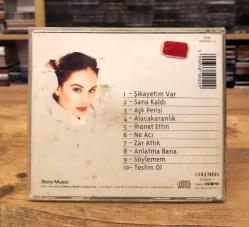 1 - Şikayetim Var
2 - Sana Kaldı
3 - Aşk Perisi
4 - Alacakaranlık
5 - İhanet Ettin
6 - Ne Acı
7 - Zar Attık
8 - Anlatma Bana
9 - Söylemem
10- Teslim Ol
Sony Music
COLUMBIA